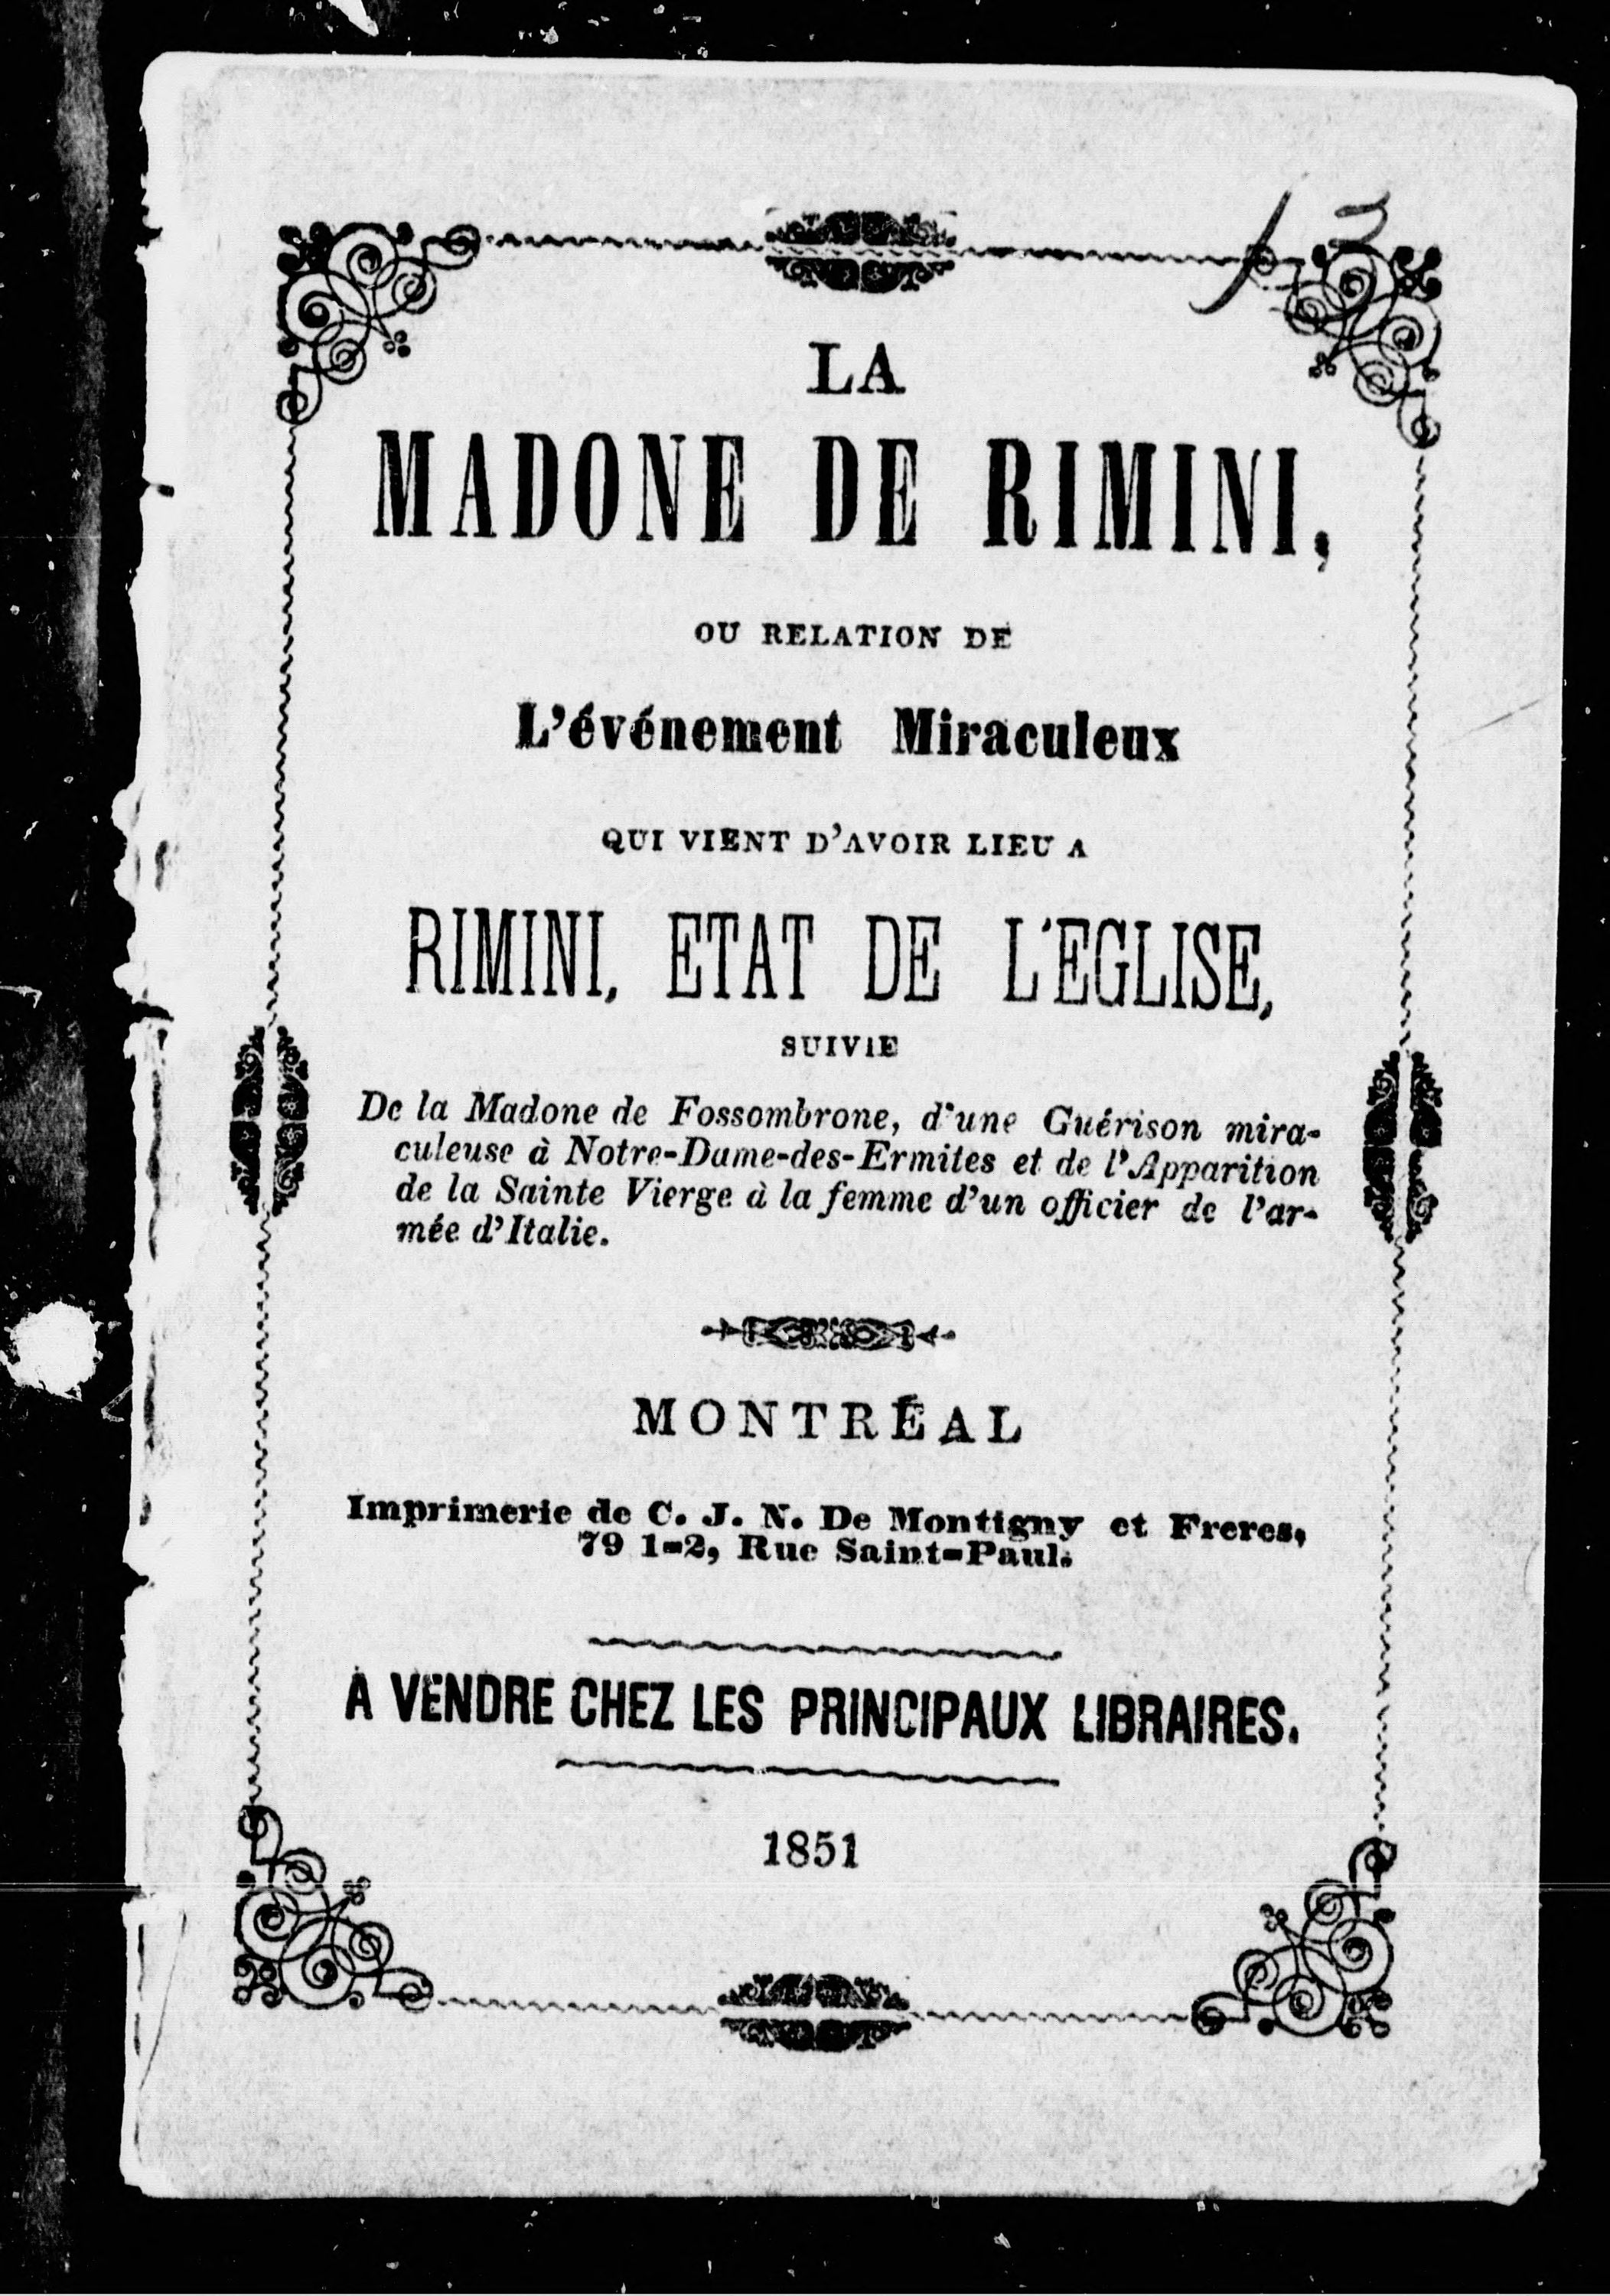 13
LA
MADONE DE RIMINI,
OU RELATION DE
L'événement Miraculeux
QUI VIENT D'AVOIR LIEU A
RIMINI, ETAT DE L'EGLISE,
SUIVIE
De la Madone de Fossombrone, d'une Guérison mira-
culeuse à Notre-Dame-des-Ermites et de l'Apparition
de la Sainte Vierge à la femme d'un officier de l'ar-
mée d'Italie.
MONTRÉAL
Imprimerie de C. J. N. De Montigny et Freres,
79 1-2, Rue Saint-Paul.
A VENDRE CHEZ LES PRINCIPAUX LIBRAIRES.
1851